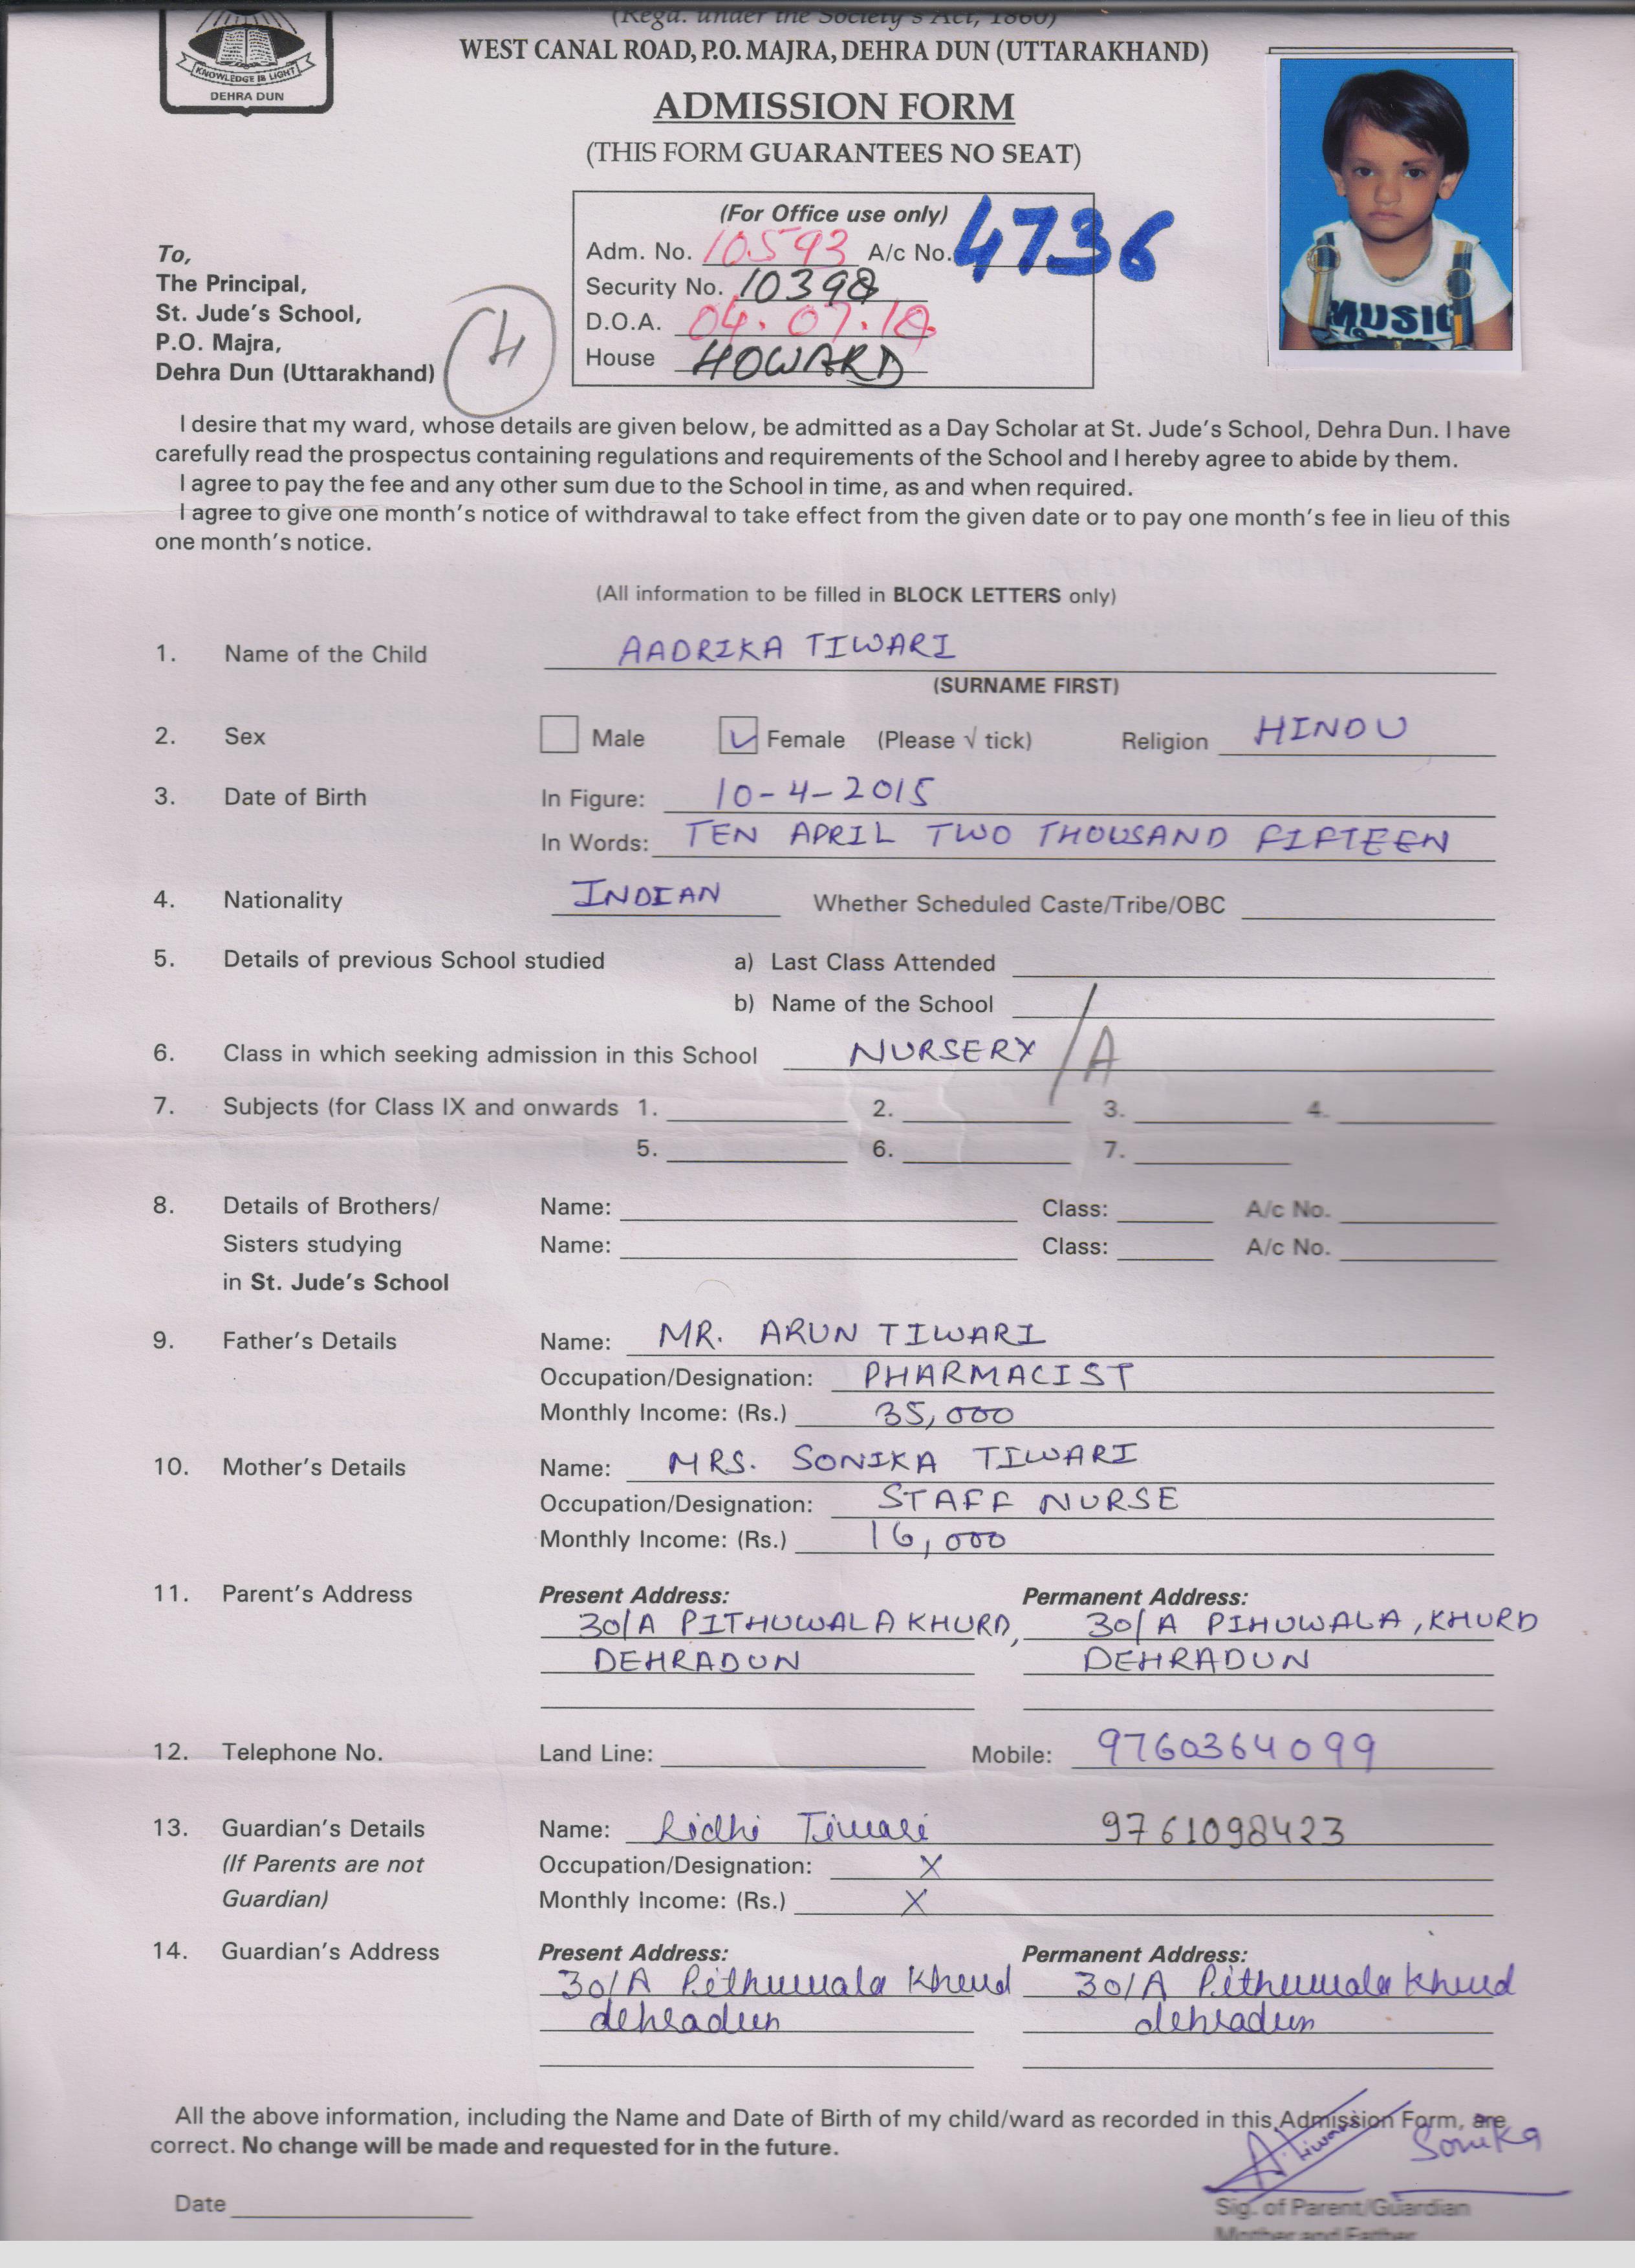 (Regd. under the Society's Act, 1860)
WEST CANAL ROAD, P.O. MAJRA, DEHRA DUN (UTTARAKHAND)
KNOWLEDGE IS LIGHT
DEHRA DUN
ADMISSION FORM
(THIS FORM GUARANTEES NO SEAT)
(For Office use only)
Adm. No. 10593 A/c No. 4736
Security No. 10398
D.O.A. 04.07.18
House HOWARD
To,
The Principal,
St. Jude's School,
P.O. Majra,
Dehra Dun (Uttarakhand)
MUSIC
I desire that my ward, whose details are given below, be admitted as a Day Scholar at St. Jude's School, Dehra Dun. I have
carefully read the prospectus containing regulations and requirements of the School and I hereby agree to abide by them.
I agree to pay the fee and any other sum due to the School in time, as and when required.
I agree to give one month's notice of withdrawal to take effect from the given date or to pay one month's fee in lieu of this
one month's notice.
(All information to be filled in BLOCK LETTERS only)
1. Name of the Child AADRIKA TIWARI
(SURNAME FIRST)
2. Sex Male Female (Please √ tick) Religion HINDU
3. Date of Birth In Figure: 10-4-2015
In Words: TEN APRIL TWO THOUSAND FIFTEEN
4. Nationality INDIAN Whether Scheduled Caste/Tribe/OBC
5. Details of previous School studied a) Last Class Attended
b) Name of the School
6. Class in which seeking admission in this School NURSERY /A
7. Subjects (for Class IX and onwards 1. 2. 3. 4.
5. 6. 7.
8. Details of Brothers/ Name: Class: A/c No.
Sisters studying Name: Class: A/c No.
in St. Jude's School
9. Father's Details Name: MR. ARUN TIWARI
Occupation/Designation: PHARMACIST
Monthly Income: (Rs.) 35,000
10. Mother's Details Name: MRS. SONIKA TIWARI
Occupation/Designation: STAFF NURSE
Monthly Income: (Rs.) 16,000
11. Parent's Address Present Address: Permanent Address:
30/A PITHUWALA KHURD, 30/A PIHUWALA, KHURD
DEHRADUN DEHRADUN
12. Telephone No. Land Line: Mobile: 9760364099
13. Guardian's Details Name: Ridhi Tiwari 9761098423
(If Parents are not Occupation/Designation: X
Guardian) Monthly Income: (Rs.) X
14. Guardian's Address Present Address: Permanent Address:
30/A Pithuwala Khurd 30/A Pithuwala Khurd
dehradun dehradun
All the above information, including the Name and Date of Birth of my child/ward as recorded in this Admission Form, are
correct. No change will be made and requested for in the future.
A.Tiwari Sonika
Date Sig. of Parent/Guardian
Mother and Father